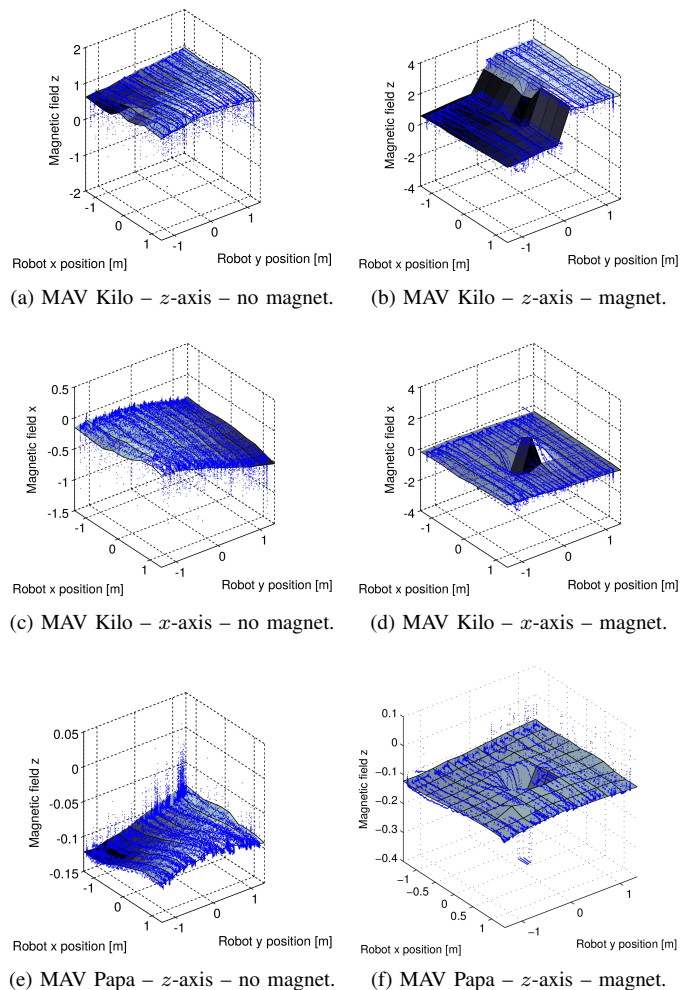 2
1
0
-1
-2
Magnetic field z
-1
0
1
Robot x position [m]
-1
0
1
Robot y position [m]
(a) MAV Kilo – z-axis – no magnet.
4
2
0
-2
-4
Magnetic field z
-1
0
1
Robot x position [m]
-1
0
1
Robot y position [m]
(b) MAV Kilo – z-axis – magnet.
0.5
0
-0.5
-1
-1.5
Magnetic field x
-1
0
1
Robot x position [m]
-1
0
1
Robot y position [m]
(c) MAV Kilo – x-axis – no magnet.
4
2
0
-2
-4
Magnetic field x
-1
0
1
Robot x position [m]
-1
0
1
Robot y position [m]
(d) MAV Kilo – x-axis – magnet.
0.05
0
-0.05
-0.1
-0.15
Magnetic field z
-1
0
1
Robot x position [m]
-1
0
1
Robot y position [m]
(e) MAV Papa – z-axis – no magnet.
0.1
0
-0.1
-0.2
-0.3
-0.4
Magnetic field z
-1
-0.5
0
0.5
1
Robot x position [m]
-1
0
1
Robot y position [m]
(f) MAV Papa – z-axis – magnet.